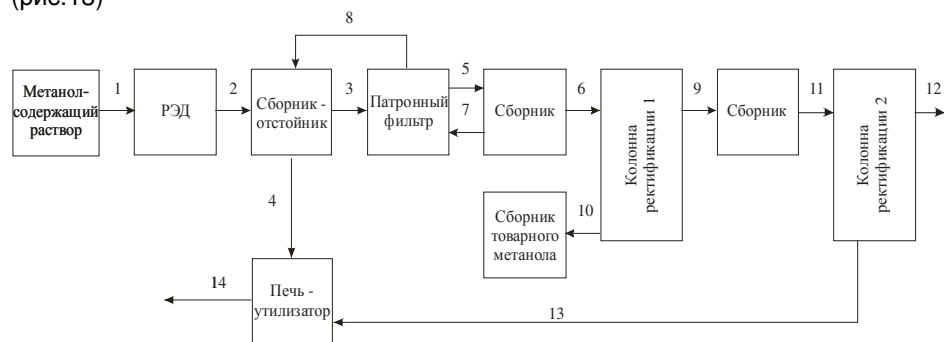 (рис.18)
8
1
2
3
5
7
6
9
11
12
Метанол-
содержащий
раствор
РЭД
Сборник -
отстойник
Патронный
фильтр
Сборник
Колонна
ректификации 1
Сборник
Колонна
ректификации 2
4
10
Сборник
товарного
метанола
14
Печь -
утилизатор
13